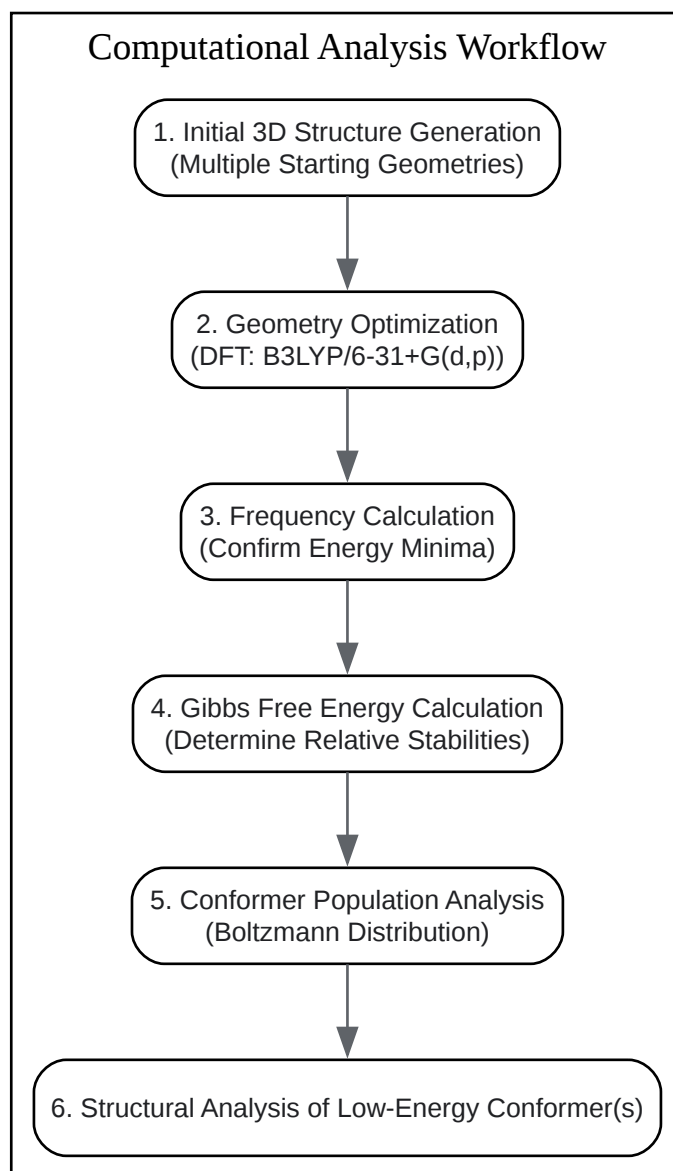 Computational Analysis Workflow
1. Initial 3D Structure Generation
(Multiple Starting Geometries)
2. Geometry Optimization
(DFT: B3LYP/6-31+G(d,p))
3. Frequency Calculation
(Confirm Energy Minima)
4. Gibbs Free Energy Calculation
(Determine Relative Stabilities)
5. Conformer Population Analysis
(Boltzmann Distribution)
6. Structural Analysis of Low-Energy Conformer(s)